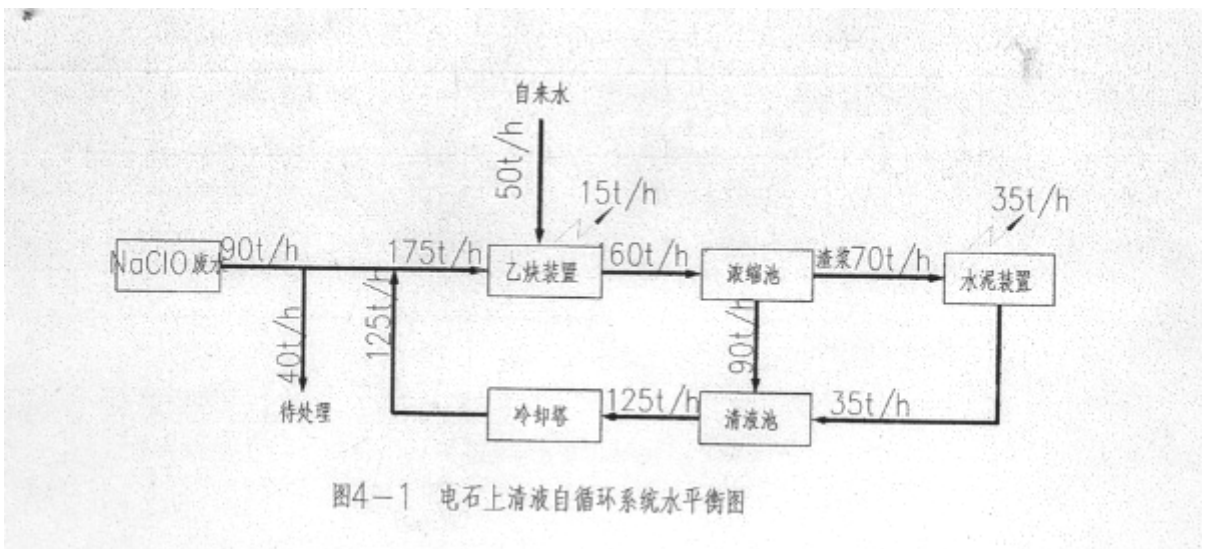 自来水
50t/h
15t/h
35t/h
NaClO废水
90t/h
175t/h
乙炔装置
160t/h
浓缩池
渣浆70t/h
水泥装置
40t/h
125t/h
90t/h
待处理
冷却塔
125t/h
清液池
35t/h
图4-1 电石上清液自循环系统水平衡图